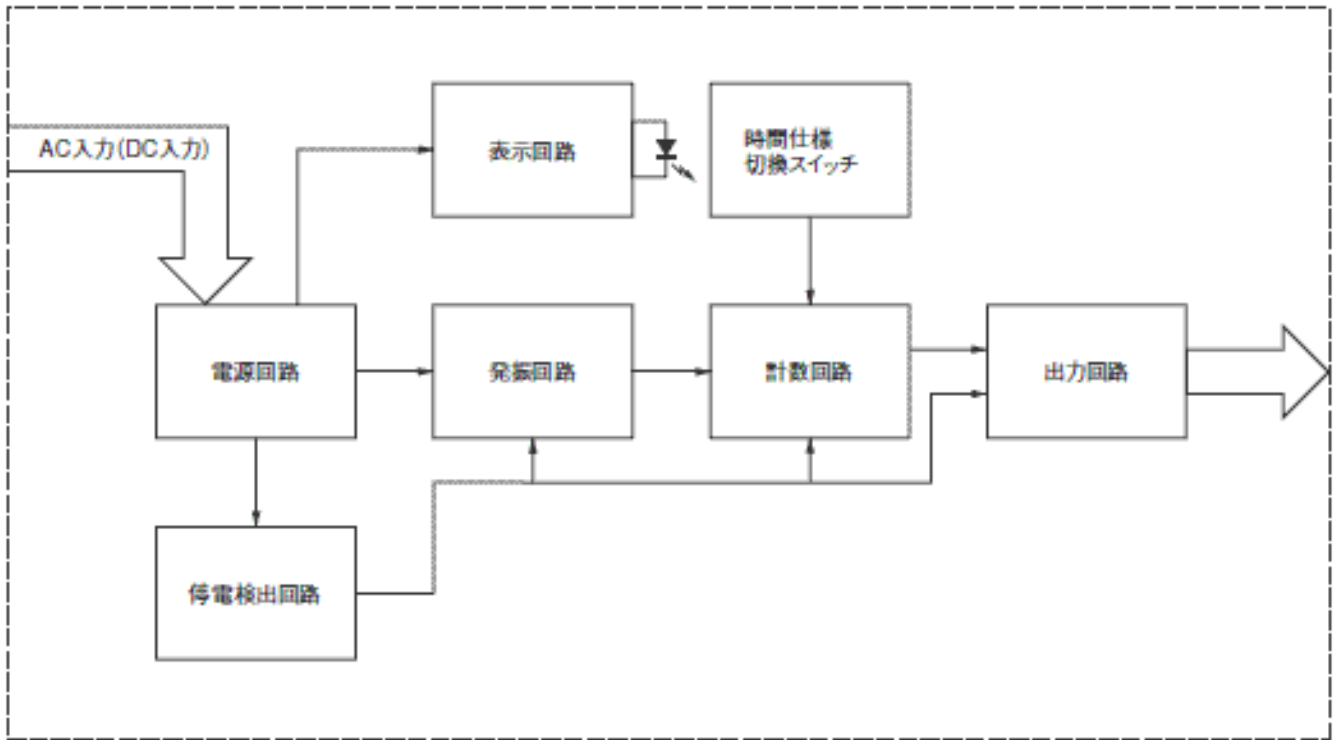 AC入力(DC入力)
表示回路
時間仕様
切換スイッチ
電源回路
発振回路
計数回路
出力回路
停電検出回路